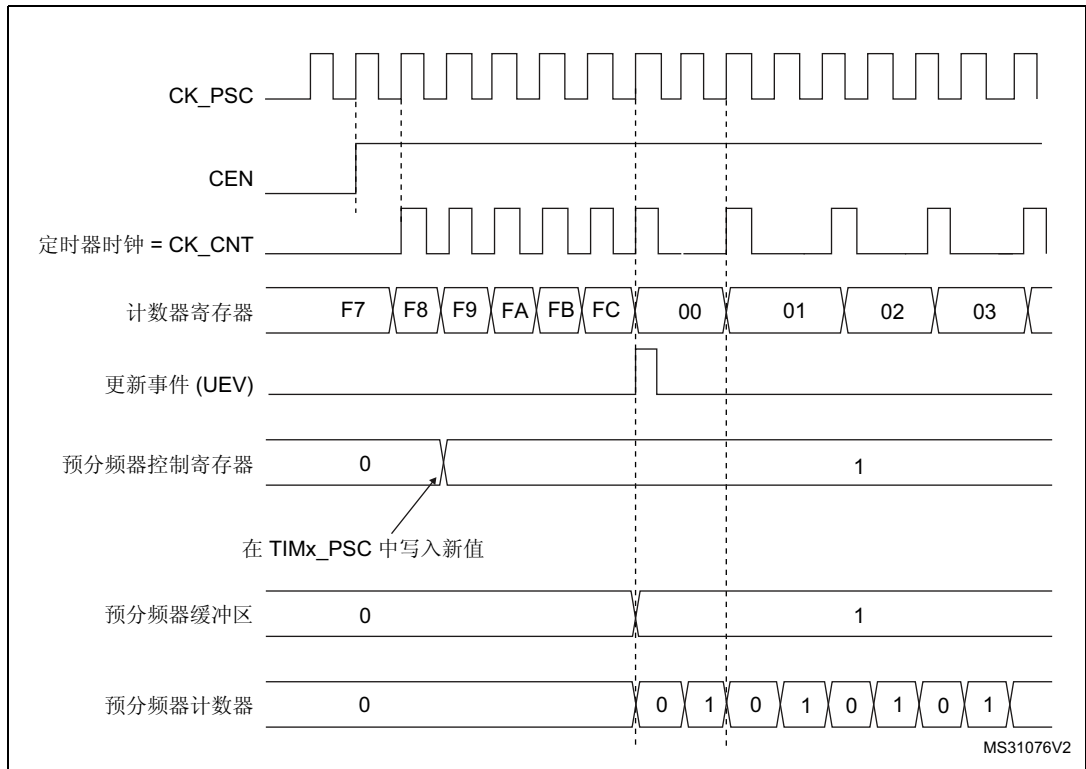 CK_PSC
CEN
定时器时钟 = CK_CNT
计数器寄存器 F7 F8 F9 FA FB FC 00 01 02 03
更新事件 (UEV)
预分频器控制寄存器 0 1
在 TIMx_PSC 中写入新值
预分频器缓冲区 0 1
预分频器计数器 0 0 1 0 1 0 1 0 1
MS31076V2